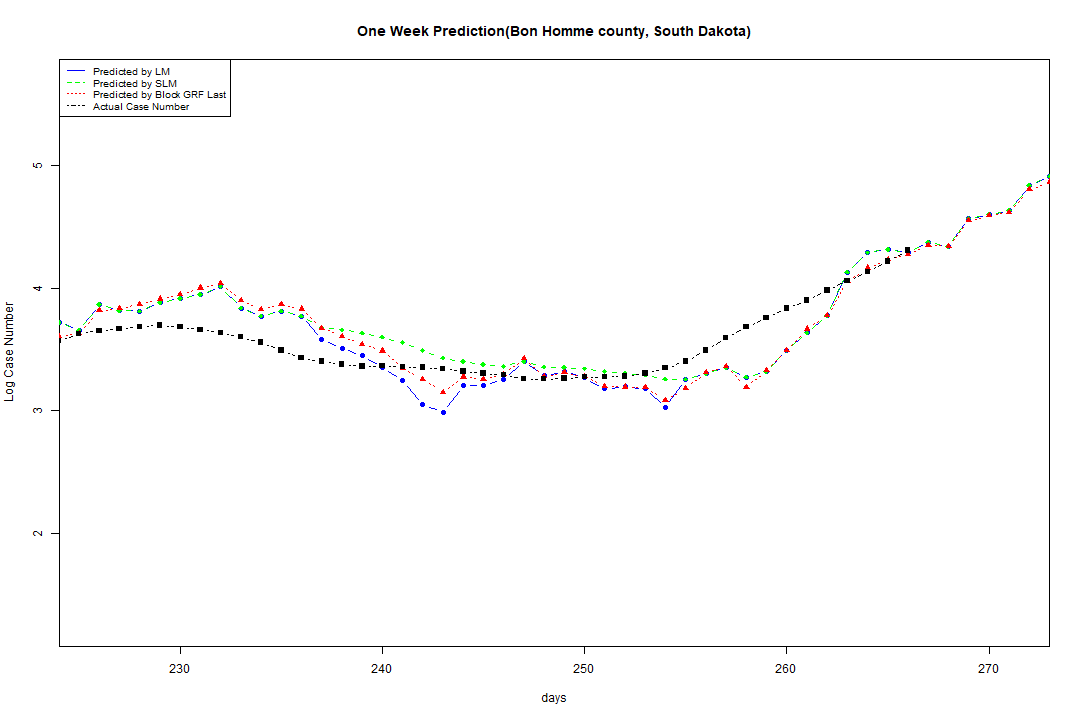 One Week Prediction(Bon Homme county, South Dakota)
Predicted by LM
Predicted by SLM
Predicted by Block GRF Last
Actual Case Number
Log Case Number
5
4
3
2
230 240 250 260 270
days